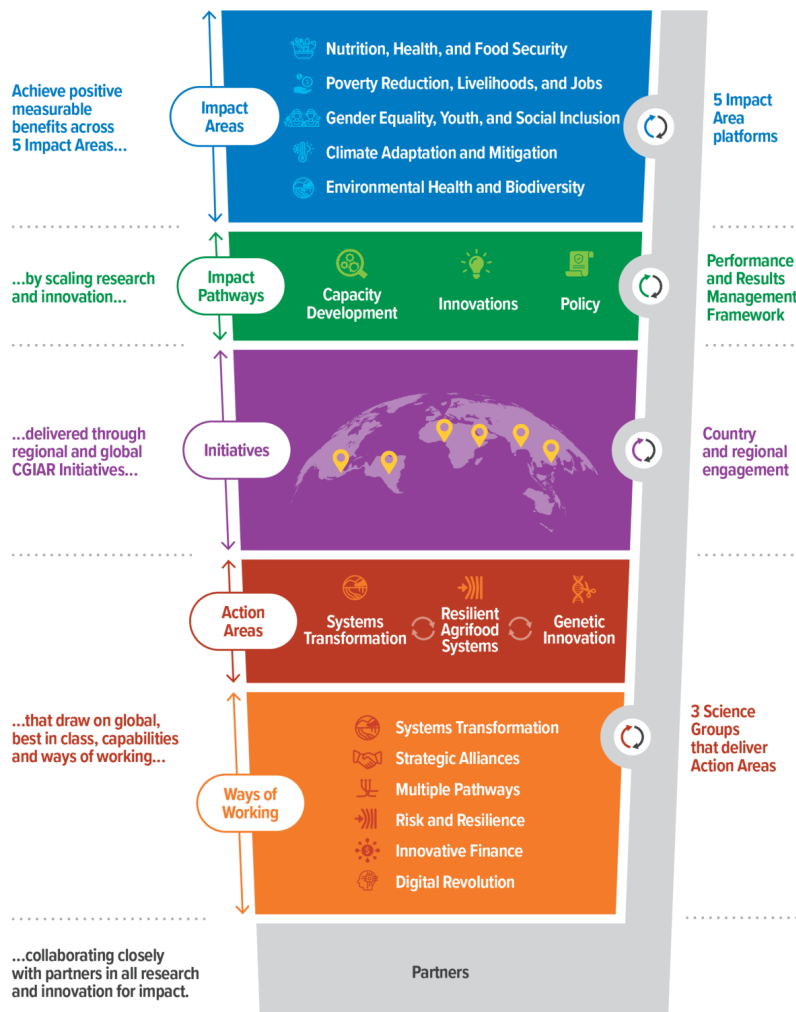 Achieve positive
measurable
benefits across
5 Impact Areas...
Impact
Areas
Nutrition, Health, and Food Security
Poverty Reduction, Livelihoods, and Jobs
Gender Equality, Youth, and Social Inclusion
Climate Adaptation and Mitigation
Environmental Health and Biodiversity
5 Impact
Area
platforms
...by scaling research
and innovation...
Impact
Pathways
Capacity
Development
Innovations
Policy
Performance
and Results
Management
Framework
...delivered through
regional and global
CGIAR Initiatives...
Initiatives
Country
and regional
engagement
Action
Areas
Systems
Transformation
Resilient
Agrifood
Systems
Genetic
Innovation
...that draw on global,
best in class, capabilities
and ways of working...
Ways of
Working
Systems Transformation
Strategic Alliances
Multiple Pathways
Risk and Resilience
Innovative Finance
Digital Revolution
3 Science
Groups
that deliver
Action Areas
...collaborating closely
with partners in all research
and innovation for impact.
Partners